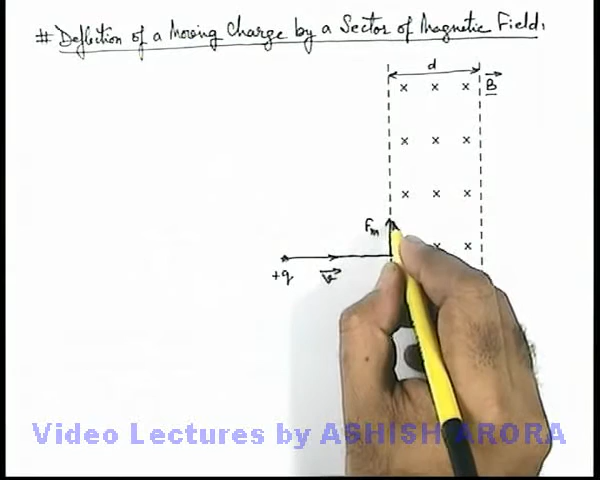 # Deflection of a Moving Charge by a Sector of Magnetic Field.
d
x x x B
x x x
x x x
Fm
x x
+q v
Video Lectures by ASHISH ARORA